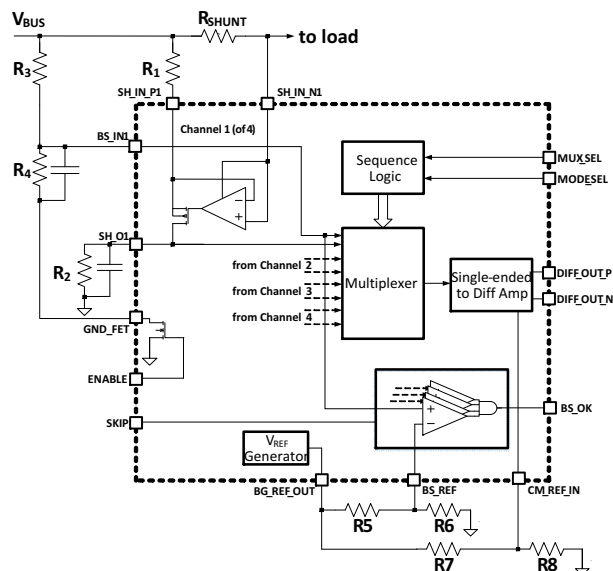 VBUS
RSHUNT
to load
R3
R1
SH_IN_P1
SH_IN_N1
BS_IN1
Channel 1 (of 4)
R4
Sequence
Logic
MUX_SEL
MODE_SEL
SH_O1
R2
from Channel 2
from Channel 3
from Channel 4
Multiplexer
Single-ended
to Diff Amp
DIFF_OUT_P
DIFF_OUT_N
GND_FET
ENABLE
SKIP
BS_OK
VREF
Generator
BG_REF_OUT
BS_REF
CM_REF_IN
R5
R6
R7
R8
−
+
+
−